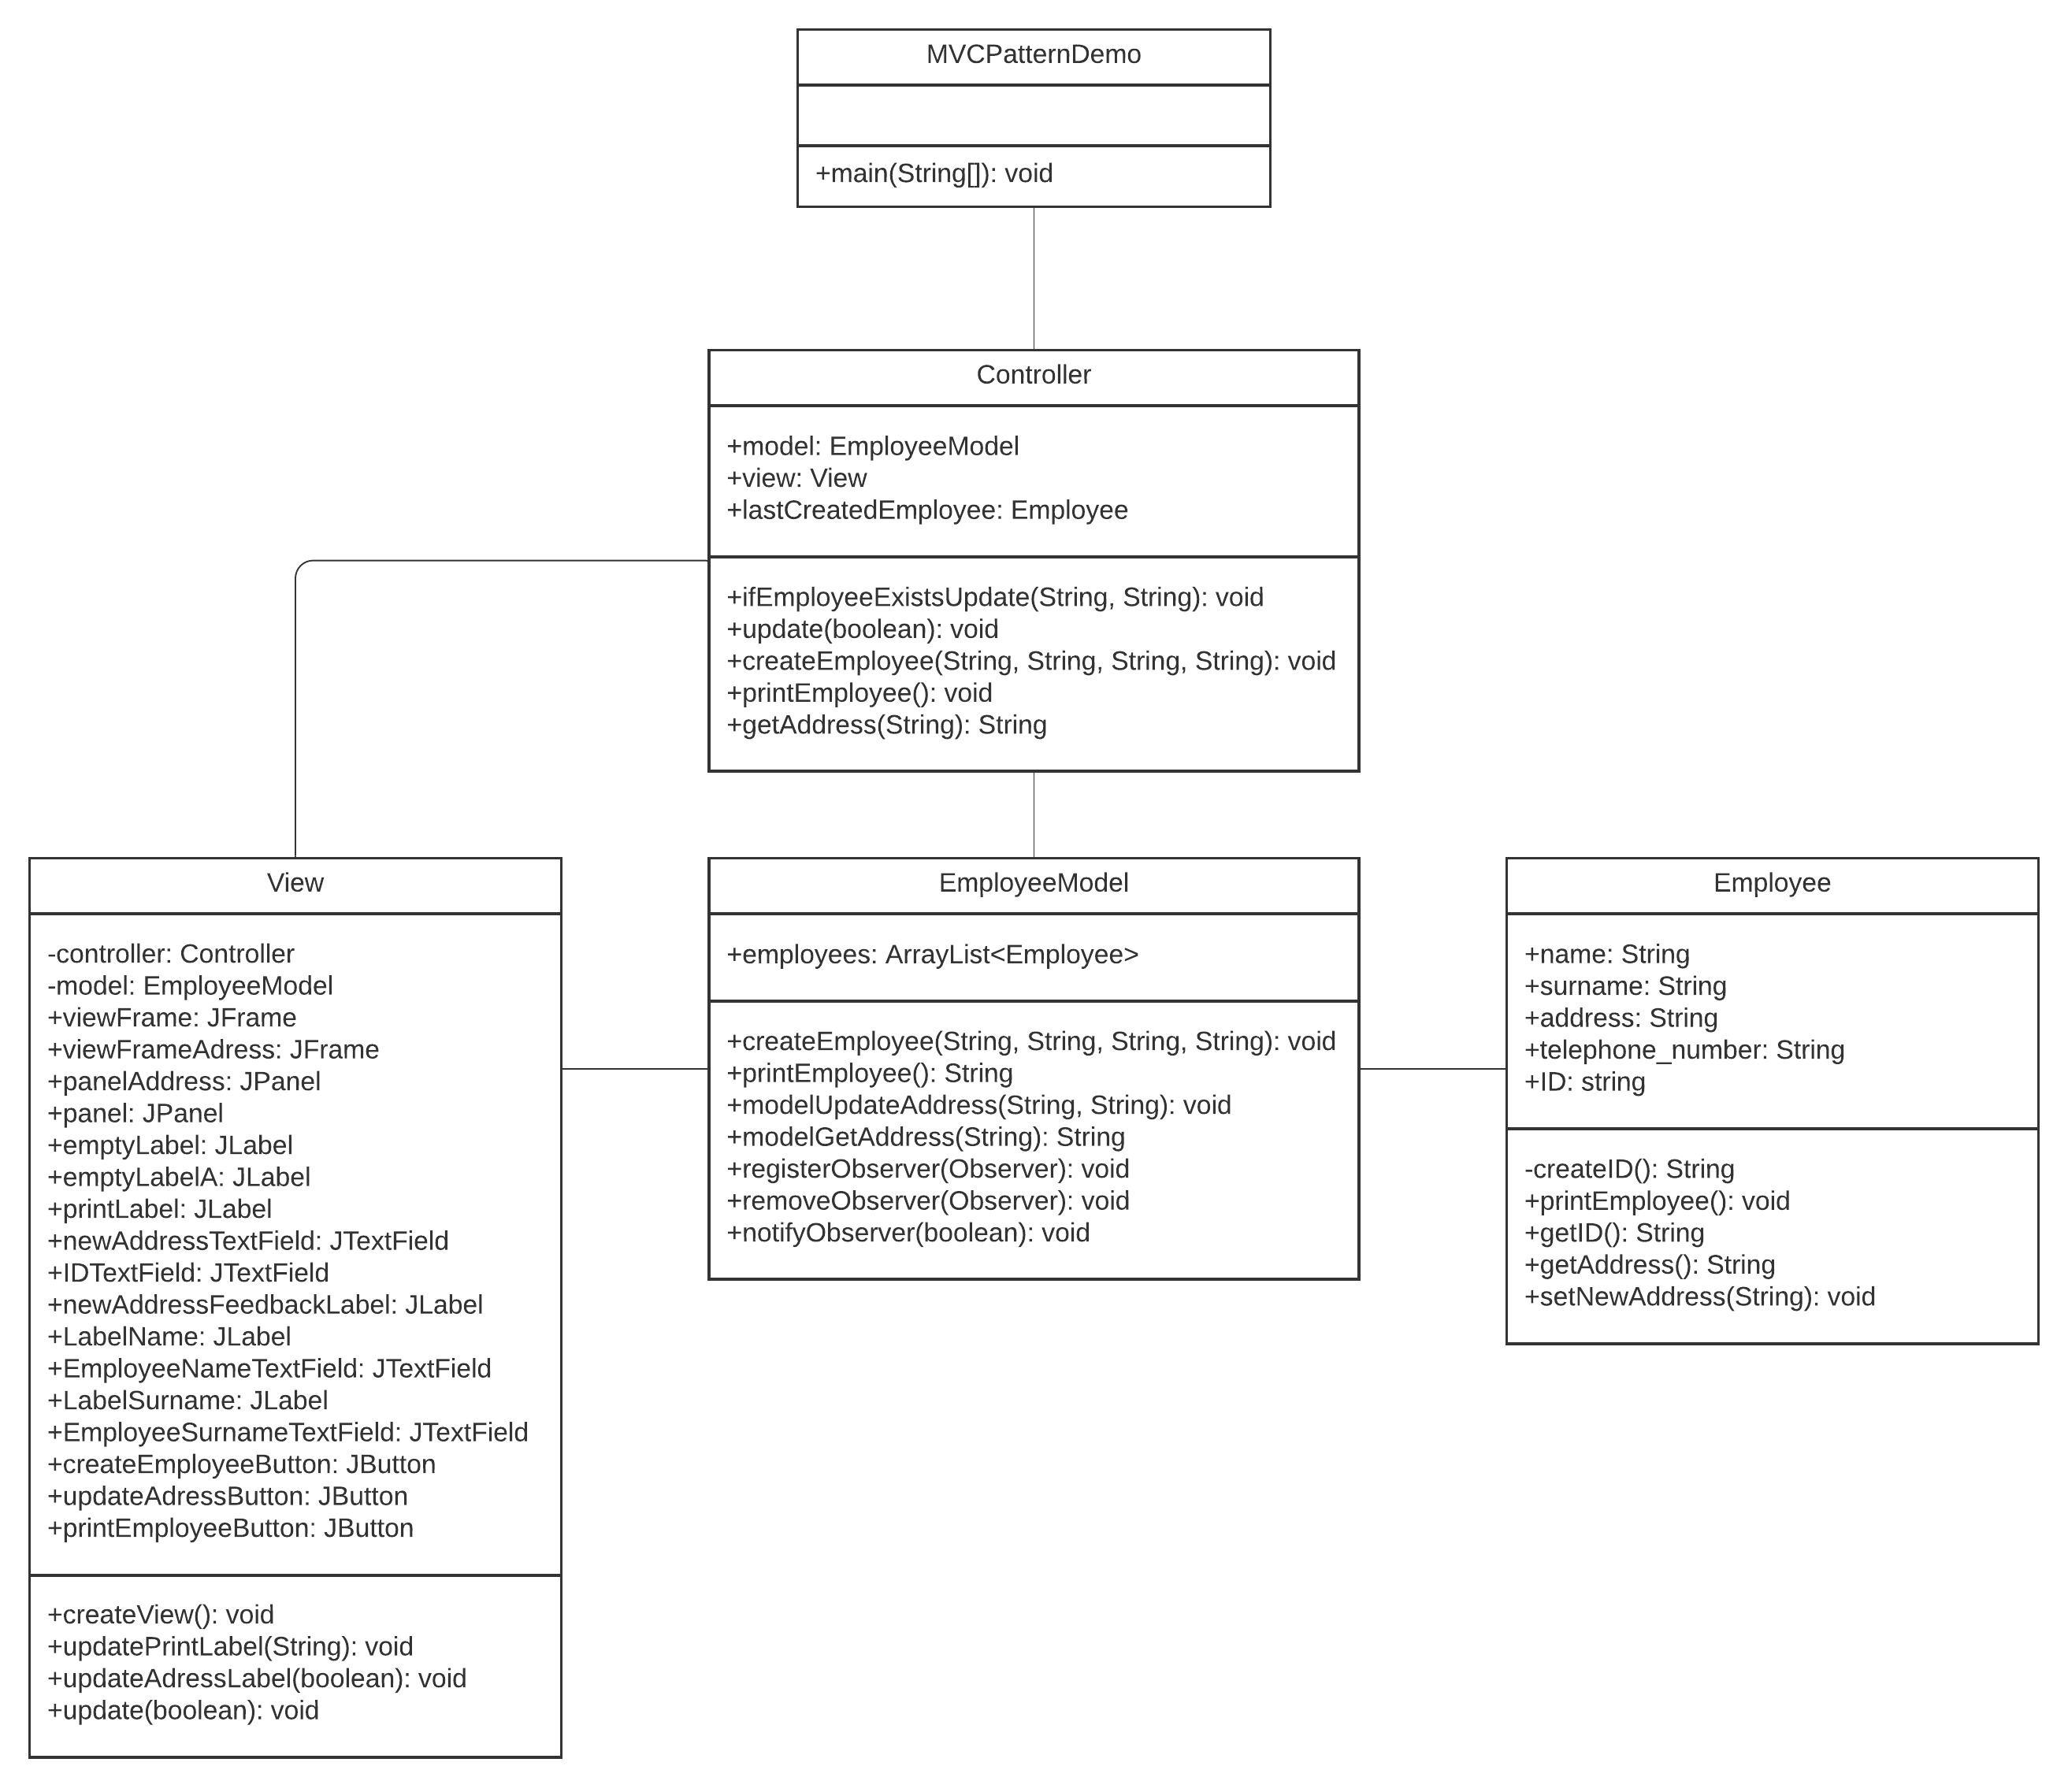 MVCPatternDemo
+main(String[]): void
Controller
+model: EmployeeModel
+view: View
+lastCreatedEmployee: Employee
+ifEmployeeExistsUpdate(String, String): void
+update(boolean): void
+createEmployee(String, String, String, String): void
+printEmployee(): void
+getAddress(String): String
View
-controller: Controller
-model: EmployeeModel
+viewFrame: JFrame
+viewFrameAdress: JFrame
+panelAddress: JPanel
+panel: JPanel
+emptyLabel: JLabel
+emptyLabelA: JLabel
+printLabel: JLabel
+newAddressTextField: JTextField
+IDTextField: JTextField
+newAddressFeedbackLabel: JLabel
+LabelName: JLabel
+EmployeeNameTextField: JTextField
+LabelSurname: JLabel
+EmployeeSurnameTextField: JTextField
+createEmployeeButton: JButton
+updateAdressButton: JButton
+printEmployeeButton: JButton
+createView(): void
+updatePrintLabel(String): void
+updateAdressLabel(boolean): void
+update(boolean): void
EmployeeModel
+employees: ArrayList<Employee>
+createEmployee(String, String, String, String): void
+printEmployee(): String
+modelUpdateAddress(String, String): void
+modelGetAddress(String): String
+registerObserver(Observer): void
+removeObserver(Observer): void
+notifyObserver(boolean): void
Employee
+name: String
+surname: String
+address: String
+telephone_number: String
+ID: string
-createID(): String
+printEmployee(): void
+getID(): String
+getAddress(): String
+setNewAddress(String): void